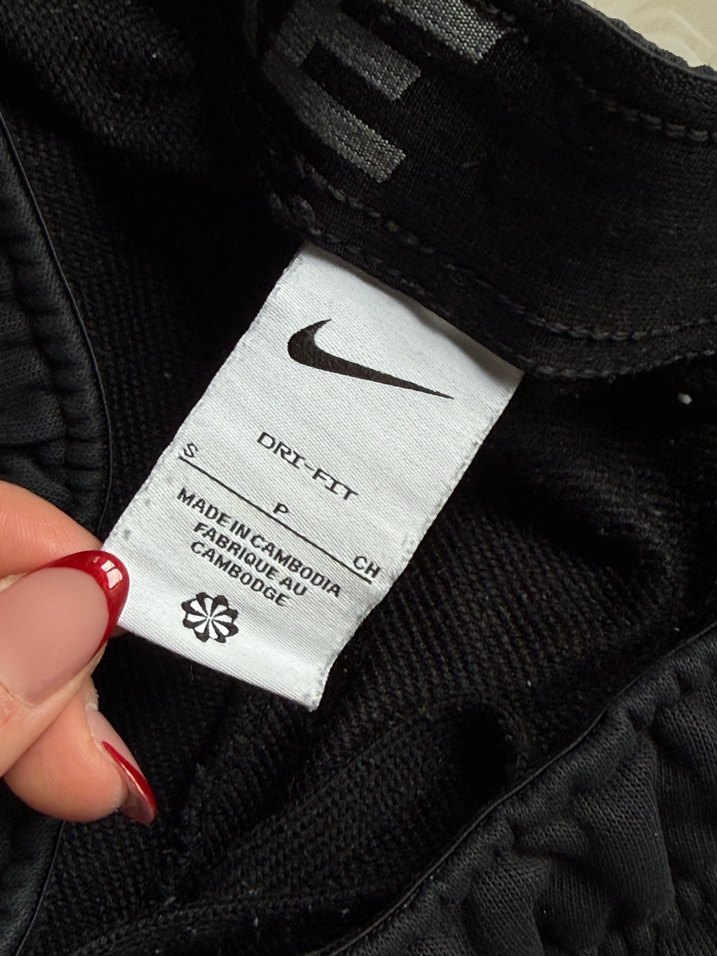 DRI-FIT
S P CH
MADE IN CAMBODIA
FABRIQUE AU
CAMBODGE